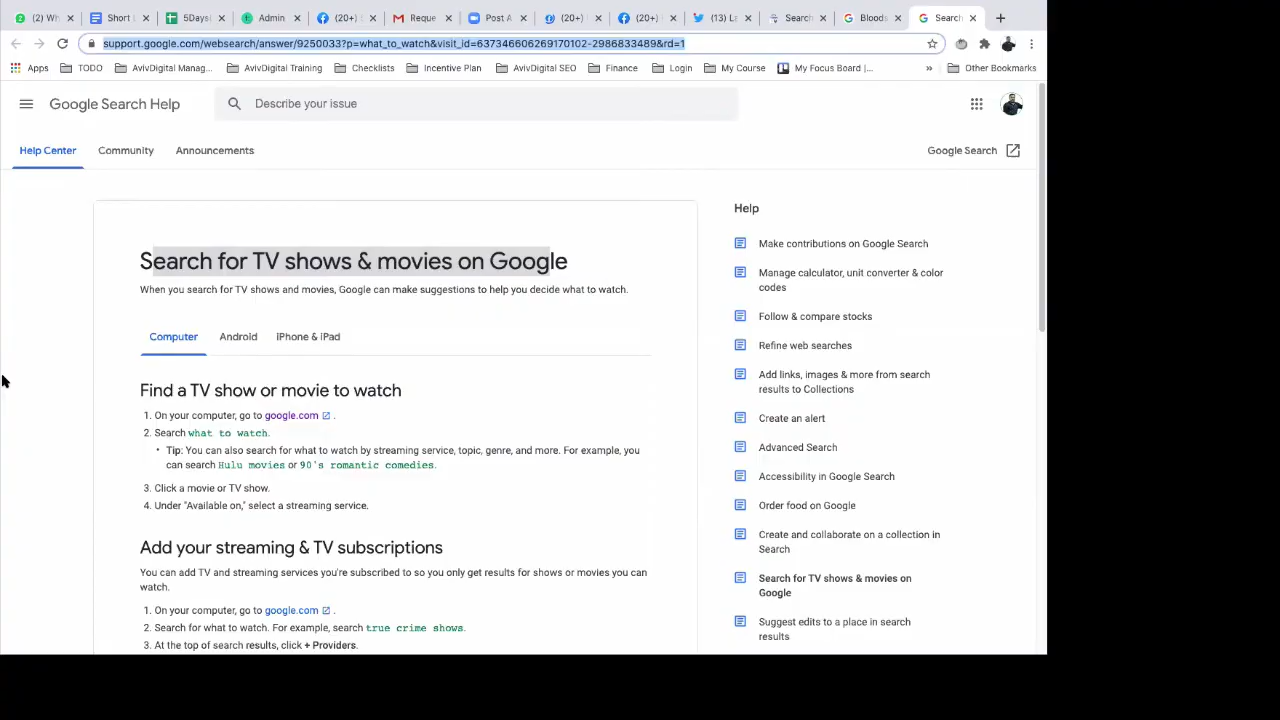 (2) Wh
Short L
5Daysl
Admin
(20+)
Reque
Post A
(20+)
(20+)
(13) La
Search
Bloods
Search
support.google.com/websearch/answer/9250033?p=what_to_watch&visit_id=637346606269170102-2986833489&rd=1
Apps
TODO
AvivDigital Manag...
AvivDigital Training
Checklists
Incentive Plan
AvivDigital SEO
Finance
Login
My Course
My Focus Board |...
»
Other Bookmarks
Google Search Help
Describe your issue
Help Center
Community
Announcements
Google Search
Search for TV shows & movies on Google
When you search for TV shows and movies, Google can make suggestions to help you decide what to watch.
Computer
Android
iPhone & iPad
Find a TV show or movie to watch
1. On your computer, go to google.com .
2. Search what to watch.
• Tip: You can also search for what to watch by streaming service, topic, genre, and more. For example, you
can search Hulu movies or 90's romantic comedies.
3. Click a movie or TV show.
4. Under "Available on," select a streaming service.
Add your streaming & TV subscriptions
You can add TV and streaming services you're subscribed to so you only get results for shows or movies you can
watch.
1. On your computer, go to google.com .
2. Search for what to watch. For example, search true crime shows.
3. At the top of search results, click + Providers.
Help
Make contributions on Google Search
Manage calculator, unit converter & color
codes
Follow & compare stocks
Refine web searches
Add links, images & more from search
results to Collections
Create an alert
Advanced Search
Accessibility in Google Search
Order food on Google
Create and collaborate on a collection in
Search
Search for TV shows & movies on
Google
Suggest edits to a place in search
results